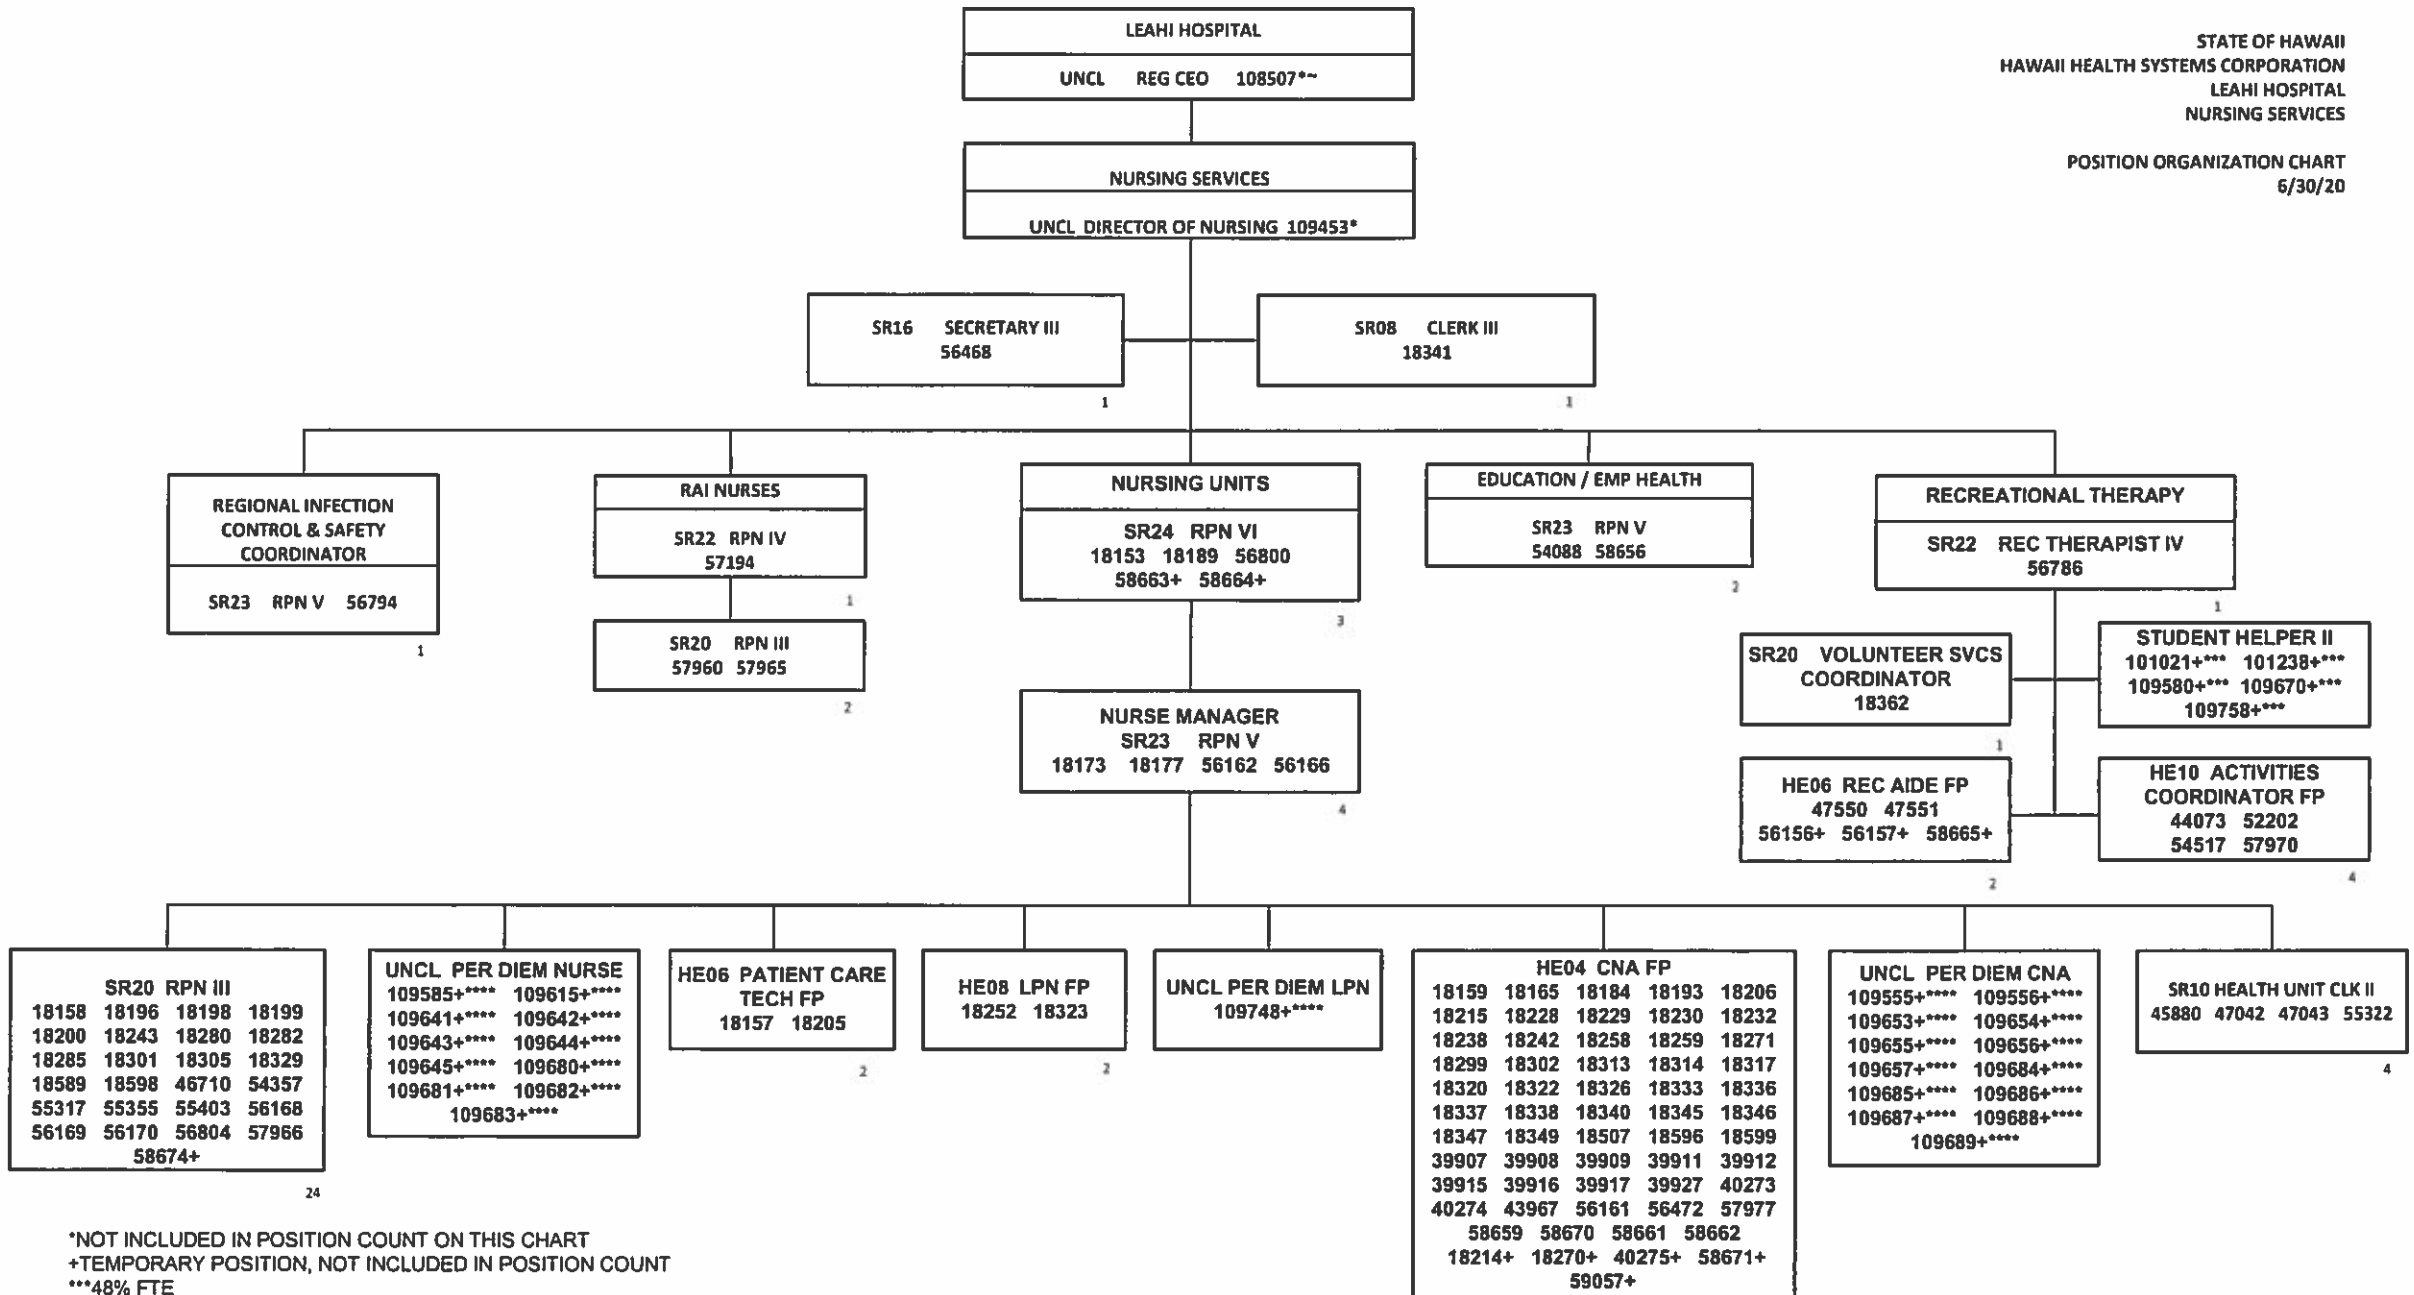 LEAHI HOSPITAL
UNCL REG CEO 108507*~
STATE OF HAWAII
HAWAII HEALTH SYSTEMS CORPORATION
LEAHI HOSPITAL
NURSING SERVICES
POSITION ORGANIZATION CHART
6/30/20
NURSING SERVICES
UNCL DIRECTOR OF NURSING 109453*
SR16 SECRETARY III
56468
1
SR08 CLERK III
18341
1
REGIONAL INFECTION
CONTROL & SAFETY
COORDINATOR
SR23 RPN V 56794
1
RAI NURSES
SR22 RPN IV
57194
1
SR20 RPN III
57960 57965
2
NURSING UNITS
SR24 RPN VI
18153 18189 56800
58663+ 58664+
3
NURSE MANAGER
SR23 RPN V
18173 18177 56162 56166
4
EDUCATION / EMP HEALTH
SR23 RPN V
54088 58656
2
RECREATIONAL THERAPY
SR22 REC THERAPIST IV
56786
1
SR20 VOLUNTEER SVCS
COORDINATOR
18362
1
STUDENT HELPER II
101021+*** 101238+***
109580+*** 109670+***
109758+***
HE06 REC AIDE FP
47550 47551
56156+ 56157+ 58665+
2
HE10 ACTIVITIES
COORDINATOR FP
44073 52202
54517 57970
4
SR20 RPN III
18158 18196 18198 18199
18200 18243 18280 18282
18285 18301 18305 18329
18589 18598 46710 54357
55317 55355 55403 56168
56169 56170 56804 57966
58674+
24
UNCL PER DIEM NURSE
109585+**** 109615+****
109641+**** 109642+****
109643+**** 109644+****
109645+**** 109680+****
109681+**** 109682+****
109683+****
HE06 PATIENT CARE
TECH FP
18157 18205
2
HE08 LPN FP
18252 18323
2
UNCL PER DIEM LPN
109748+****
HE04 CNA FP
18159 18165 18184 18193 18206
18215 18228 18229 18230 18232
18238 18242 18258 18259 18271
18299 18302 18313 18314 18317
18320 18322 18326 18333 18336
18337 18338 18340 18345 18346
18347 18349 18507 18596 18599
39907 39908 39909 39911 39912
39915 39916 39917 39927 40273
40274 43967 56161 56472 57977
58659 58670 58661 58662
18214+ 18270+ 40275+ 58671+
59057+
UNCL PER DIEM CNA
109555+**** 109556+****
109653+**** 109654+****
109655+**** 109656+****
109657+**** 109684+****
109685+**** 109686+****
109687+**** 109688+****
109689+****
SR10 HEALTH UNIT CLK II
45880 47042 47043 55322
4
*NOT INCLUDED IN POSITION COUNT ON THIS CHART
+TEMPORARY POSITION, NOT INCLUDED IN POSITION COUNT
***48% FTE